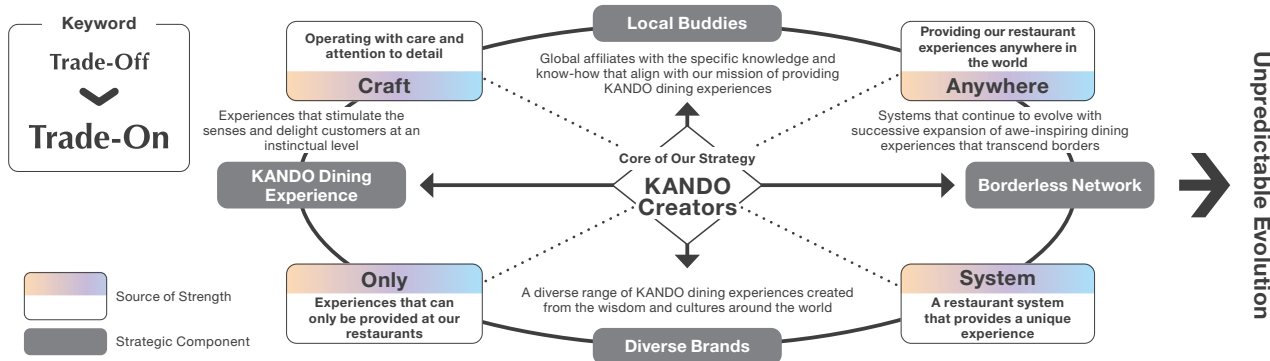 Keyword
Trade-Off
Trade-On
Local Buddies
Global affiliates with the specific knowledge and
know-how that align with our mission of providing
KANDO dining experiences
Operating with care and
attention to detail
Craft
Experiences that stimulate the
senses and delight customers at an
instinctual level
KANDO Dining
Experience
Core of Our Strategy
KANDO
Creators
Providing our restaurant
experiences anywhere in
the world
Anywhere
Systems that continue to evolve with
successive expansion of awe-inspiring dining
experiences that transcend borders
Borderless Network
Only
Experiences that can
only be provided at our
restaurants
A diverse range of KANDO dining experiences created
from the wisdom and cultures around the world
Diverse Brands
System
A restaurant system
that provides a unique
experience
Unpredictable Evolution
Source of Strength
Strategic Component